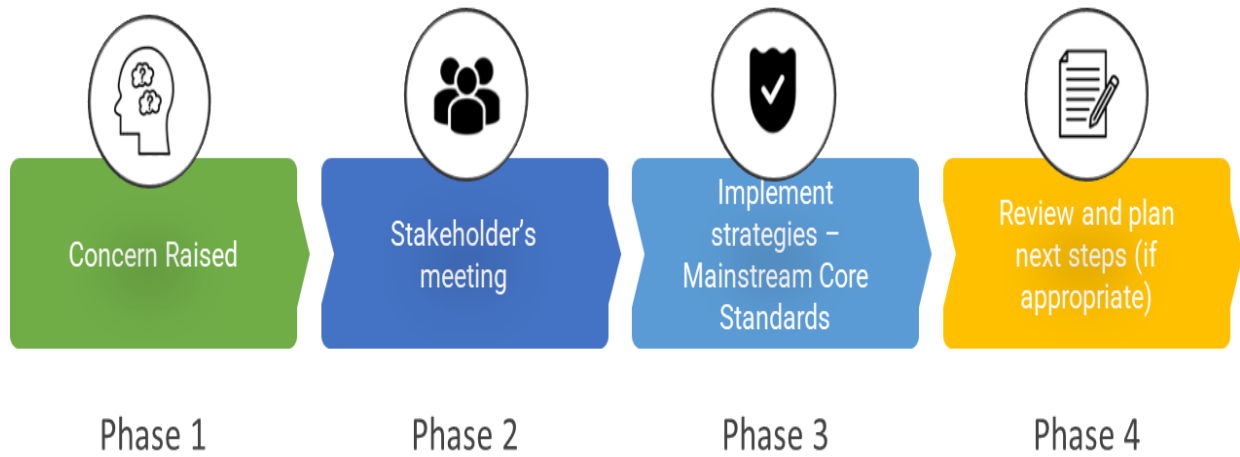 Concern Raised
Stakeholder's
meeting
Implement
strategies –
Mainstream Core
Standards
Review and plan
next steps (if
appropriate)
Phase 1
Phase 2
Phase 3
Phase 4